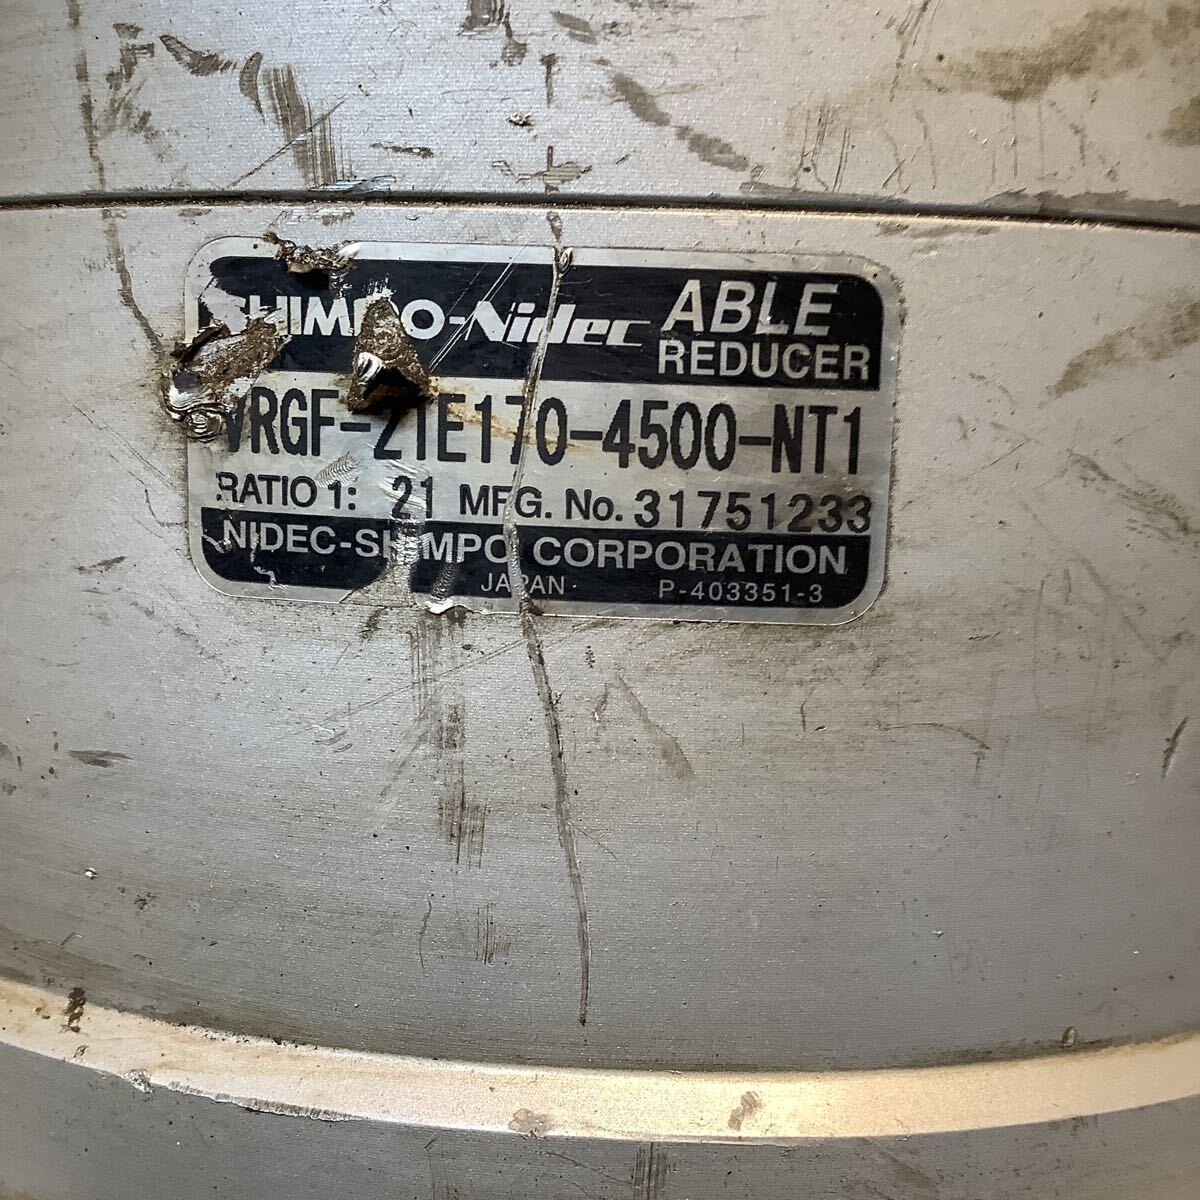 SHIMPO-Nidec ABLE REDUCER
VRGF-21E170-4500-NT1
RATIO 1: 21 MFG. No. 31751233
NIDEC-SHIMPO CORPORATION
JAPAN P-403351-3